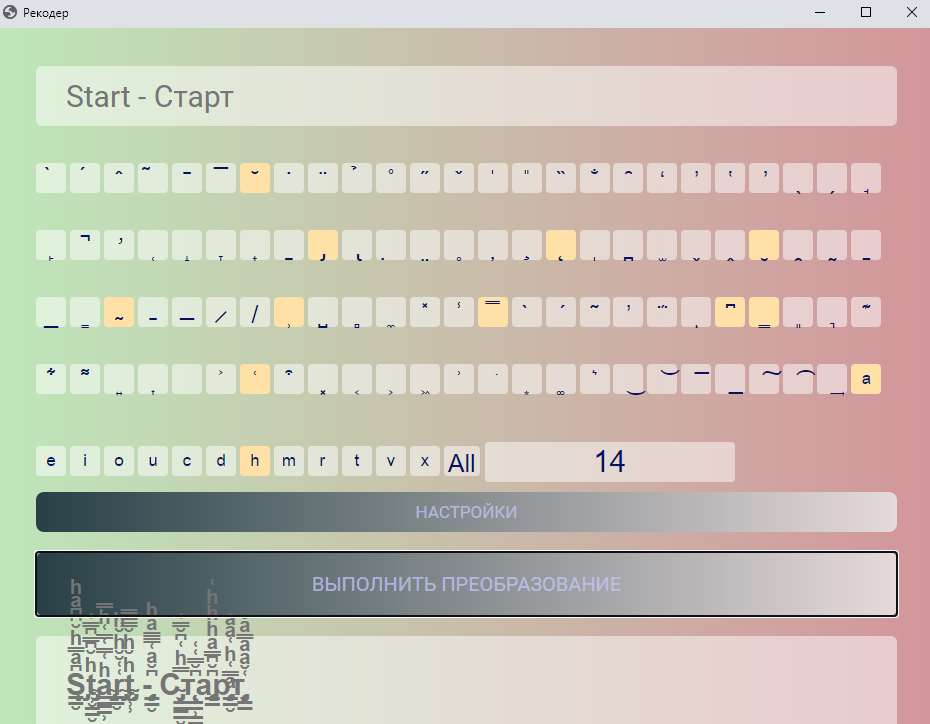 Рекодер
Start - Старт
a
e i o u c d h m r t v x All 14
НАСТРОЙКИ
ВЫПОЛНИТЬ ПРЕОБРАЗОВАНИЕ
Start - Старт